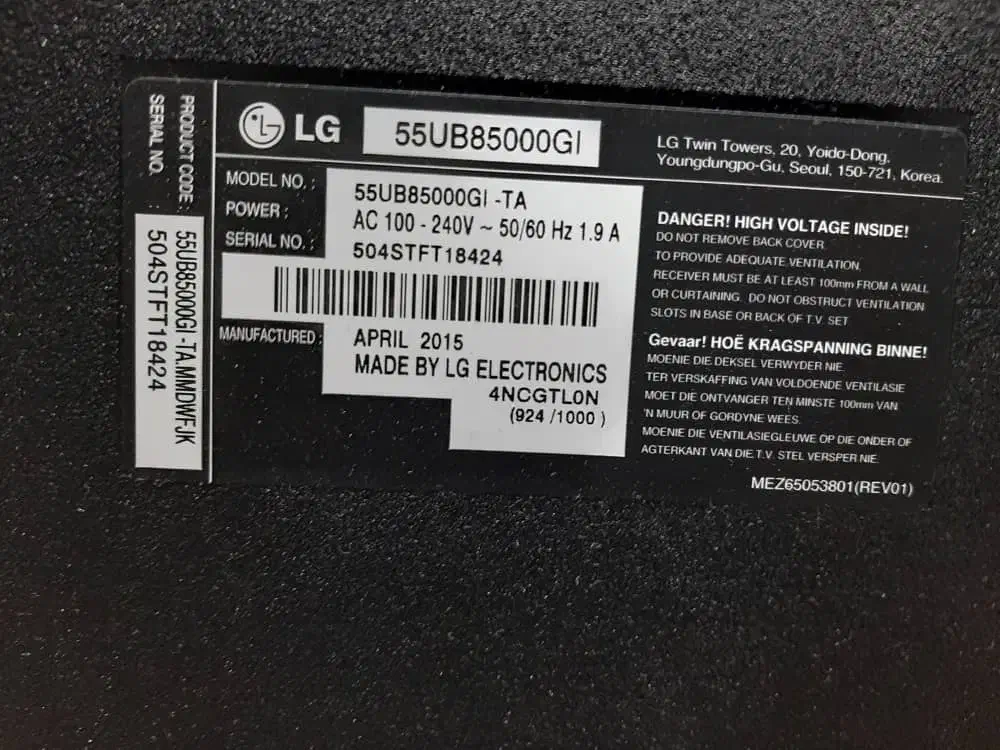 LG
55UB85000GI
LG Twin Towers, 20, Yoido-Dong,
Youngdungpo-Gu, Seoul, 150-721, Korea.
MODEL NO. : 55UB85000GI -TA
POWER : AC 100 - 240V ~ 50/60 Hz 1.9 A
SERIAL NO. : 504STFT18424
MANUFACTURED : APRIL 2015
MADE BY LG ELECTRONICS
4NCGTL0N
(924 /1000 )
PRODUCT CODE : 55UB85000GI -TA.MMDWFJK
SERIAL NO. 504STFT18424
DANGER! HIGH VOLTAGE INSIDE!
DO NOT REMOVE BACK COVER.
TO PROVIDE ADEQUATE VENTILATION,
RECEIVER MUST BE AT LEAST 100mm FROM A WALL
OR CURTAINING. DO NOT OBSTRUCT VENTILATION
SLOTS IN BASE OR BACK OF T.V. SET
Gevaar! HOË KRAGSPANNING BINNE!
MOENIE DIE DEKSEL VERWYDER NIE.
TER VERSKAFFING VAN VOLDOENDE VENTILASIE
MOET DIE ONTVANGER TEN MINSTE 100mm VAN
'N MUUR OF GORDYNE WEES.
MOENIE DIE VENTILASIEGLEUWE OP DIE ONDER OF
AGTERKANT VAN DIE T.V. STEL VERSPER NIE.
MEZ65053801(REV01)